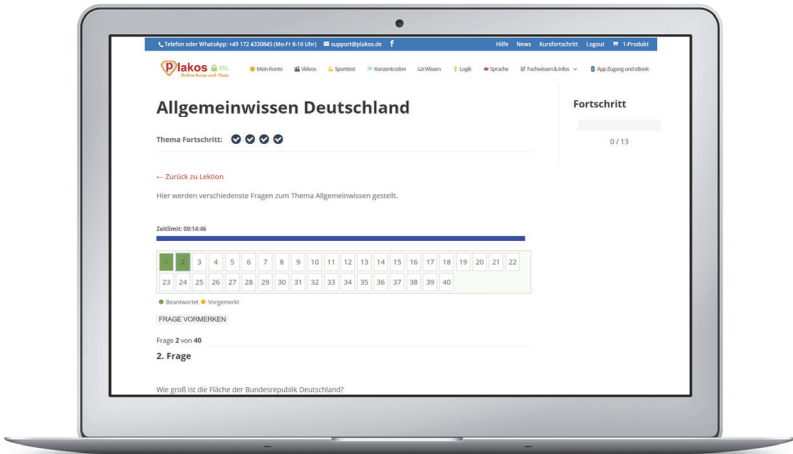 Telefon oder WhatsApp: +49 172 4330845 (Mo-Fr 8-16 Uhr) support@plakos.de f Hilfe News Kursfortschritt Logout 1-Produkt
Plakos SSL
Online-Kurse und -Tests
Mein Konto Videos Sporttest Konzentration Wissen Logik Sprache Fachwissen & Infos App Zugang und eBook
Allgemeinwissen Deutschland
Fortschritt
Thema Fortschritt:
0 / 13
← Zurück zu Lektion
Hier werden verschiedenste Fragen zum Thema Allgemeinwissen gestellt.
Zeitlimit: 00:14:46
1 2 3 4 5 6 7 8 9 10 11 12 13 14 15 16 17 18 19 20 21 22
23 24 25 26 27 28 29 30 31 32 33 34 35 36 37 38 39 40
Beantwortet Vorgemerkt
FRAGE VORMERKEN
Frage 2 von 40
2. Frage
Wie groß ist die Fläche der Bundesrepublik Deutschland?